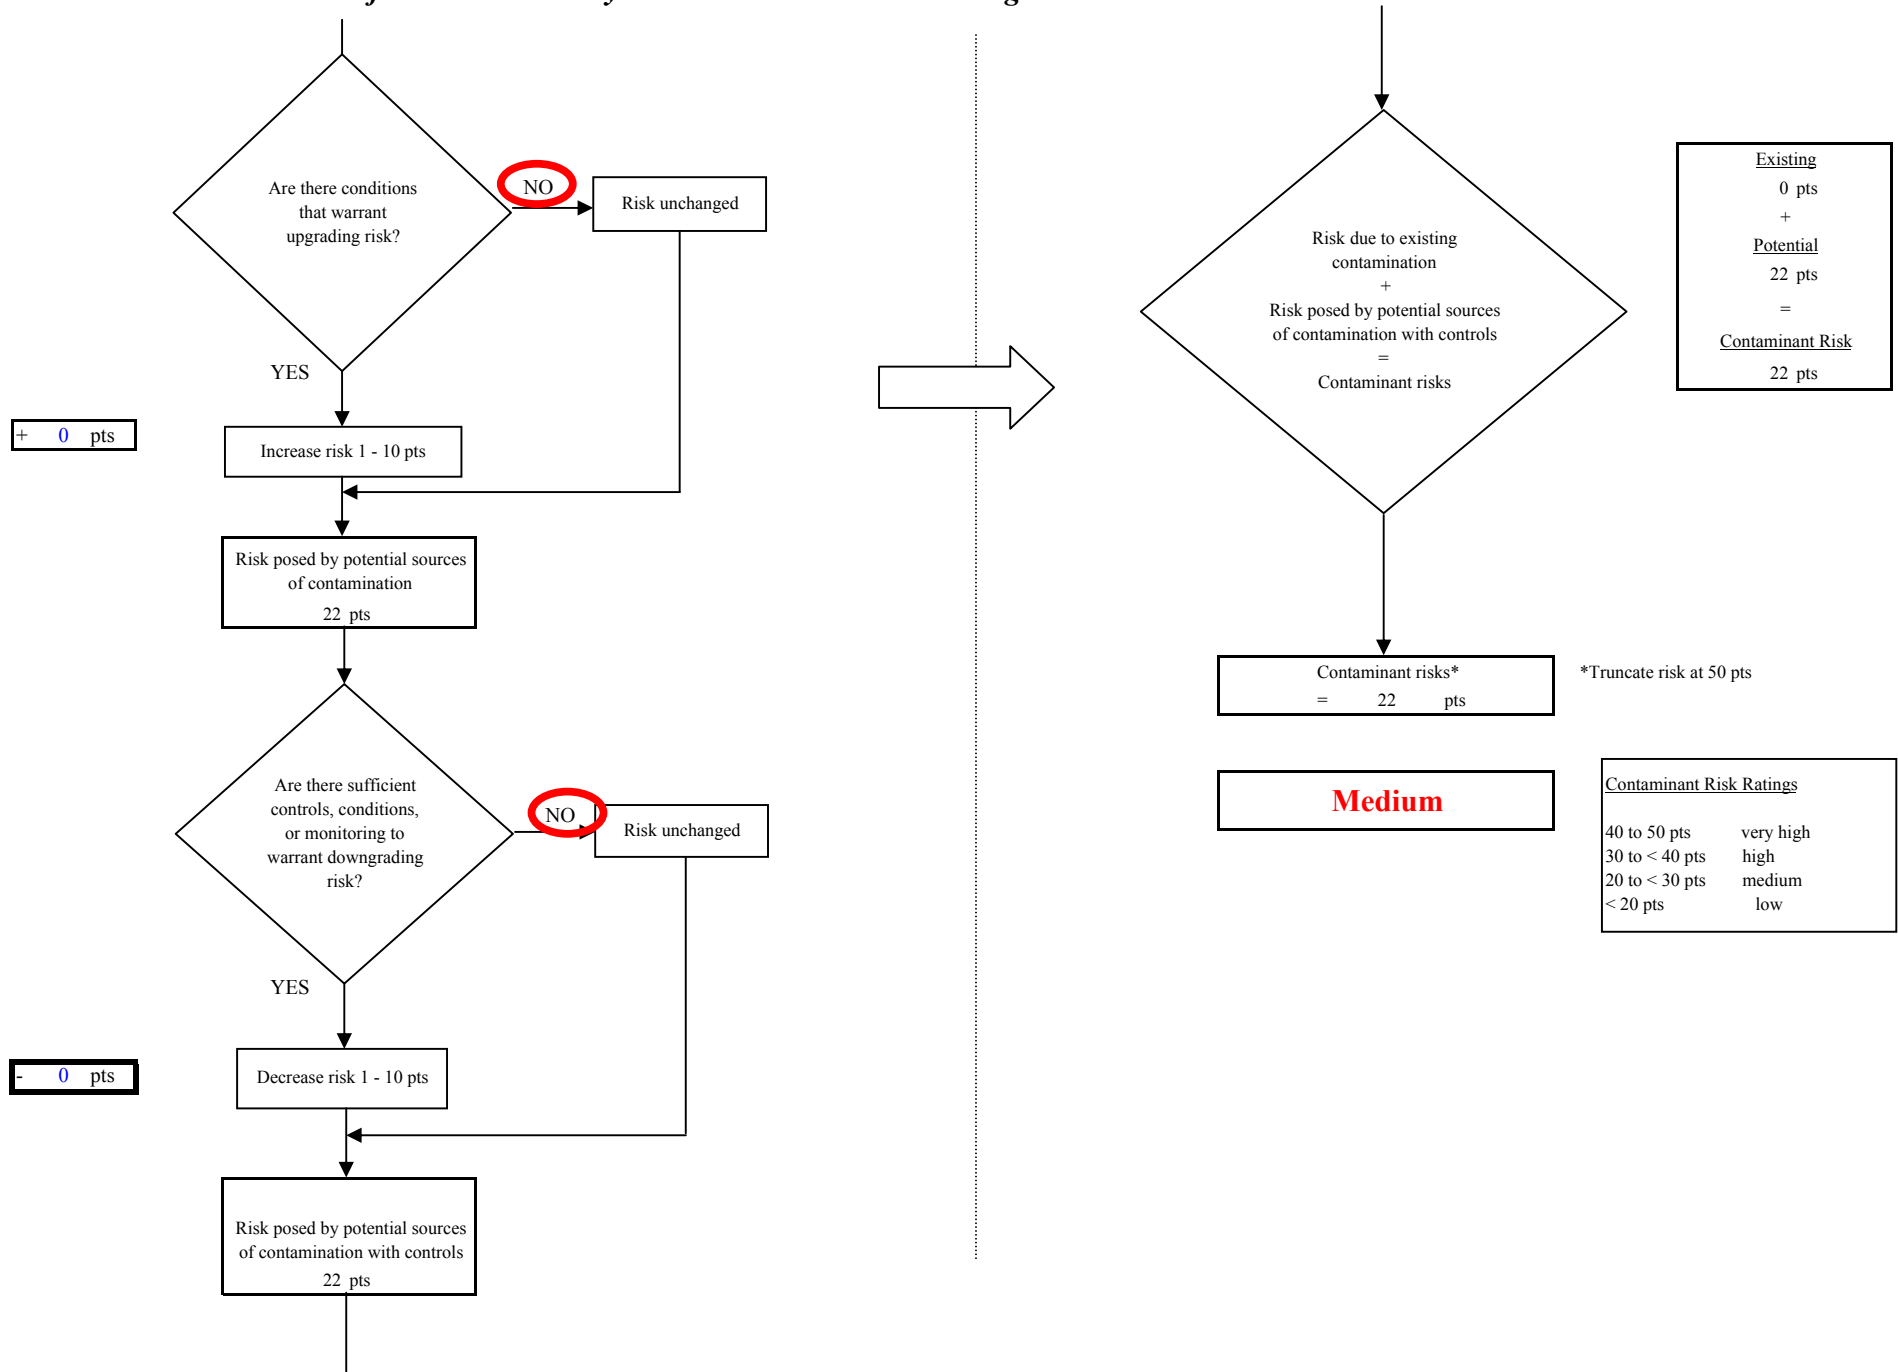 Are there conditions
that warrant
upgrading risk?
NO
Risk unchanged
YES
+ 0 pts
Increase risk 1 - 10 pts
Risk posed by potential sources
of contamination
22 pts
Are there sufficient
controls, conditions,
or monitoring to
warrant downgrading
risk?
NO
Risk unchanged
YES
- 0 pts
Decrease risk 1 - 10 pts
Risk posed by potential sources
of contamination with controls
22 pts
Risk due to existing
contamination
+
Risk posed by potential sources
of contamination with controls
=
Contaminant risks
Existing
0 pts
+
Potential
22 pts
=
Contaminant Risk
22 pts
Contaminant risks*
= 22 pts
*Truncate risk at 50 pts
Medium
Contaminant Risk Ratings
40 to 50 pts very high
30 to < 40 pts high
20 to < 30 pts medium
< 20 pts low